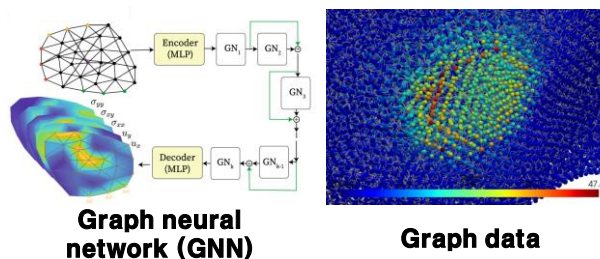 Encoder
(MLP)
GN₁
GN₂
GN₃
σyy
σxy
σxx
uy
ux
Decoder
(MLP)
GNk
GNk-1
47.
Graph neural
network (GNN)
Graph data